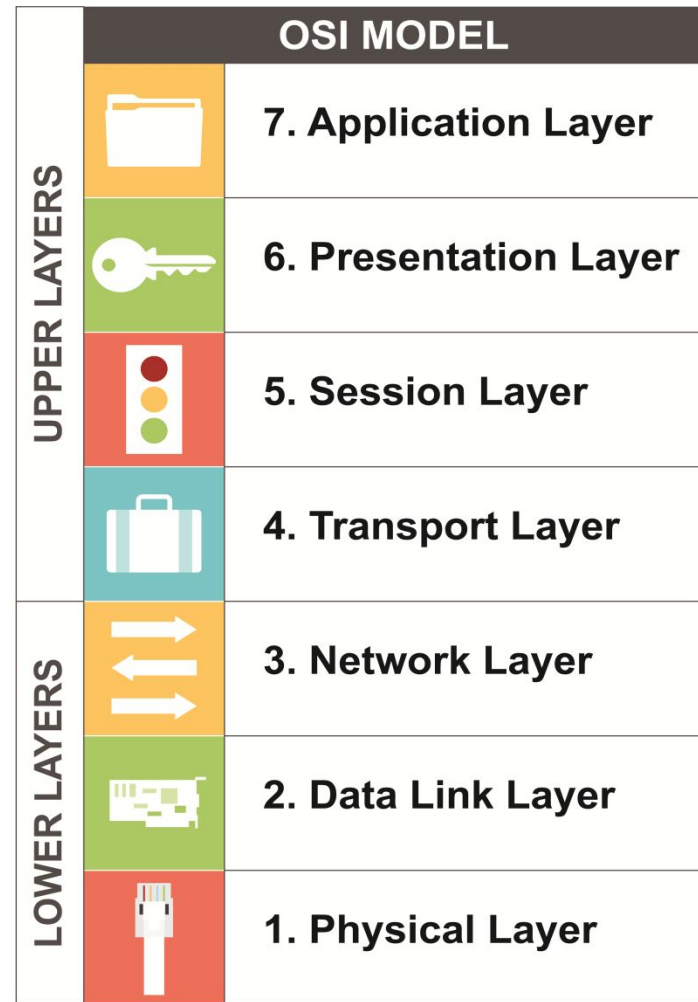 OSI MODEL
UPPER LAYERS
7. Application Layer
6. Presentation Layer
5. Session Layer
4. Transport Layer
LOWER LAYERS
3. Network Layer
2. Data Link Layer
1. Physical Layer